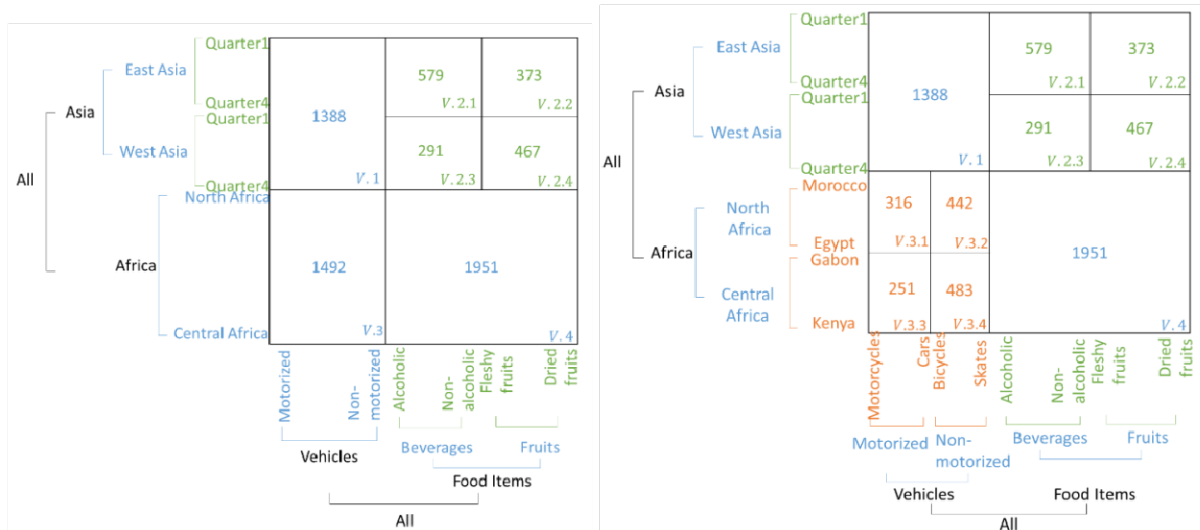 Quarter1
East Asia
579
373
Quarter4
V.2.1
V.2.2
Asia
Quarter1
1388
West Asia
291
467
All
Quarter4
V.1
V.2.3
V.2.4
North Africa
Africa
1492
1951
Central Africa
V.3
V.4
Motorized
Non-
motorized
Alcoholic
Non-
alcoholic
Fleshy
fruits
Dried
fruits
Beverages
Fruits
Vehicles
Food Items
All
Quarter1
East Asia
579
373
Quarter4
V.2.1
V.2.2
Asia
Quarter1
1388
West Asia
291
467
All
Quarter4
V.1
V.2.3
V.2.4
Morocco
North
Africa
316
442
Egypt
V.3.1
V.3.2
Africa
Gabon
1951
Central
Africa
251
483
Kenya
V.3.3
V.3.4
V.4
Motorcycles
Cars
Bicycles
Skates
Alcoholic
Non-
alcoholic
Fleshy
fruits
Dried
fruits
Motorized
Non-
motorized
Beverages
Fruits
Vehicles
Food Items
All